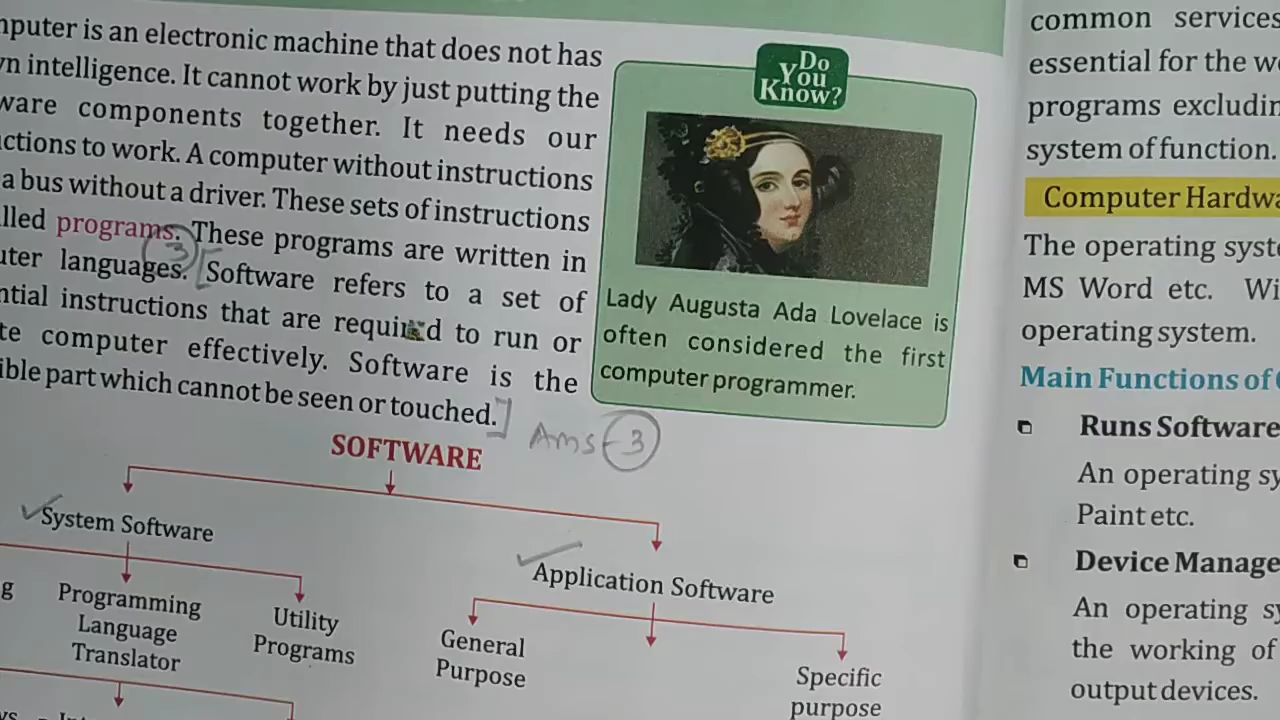 mputer is an electronic machine that does not has
n intelligence. It cannot work by just putting the
ware components together. It needs our
ctions to work. A computer without instructions
a bus without a driver. These sets of instructions
lled programs. These programs are written in
3
uter languages. [Software refers to a set of
ntial instructions that are required to run or
te computer effectively. Software is the
ible part which cannot be seen or touched.]
Ams-3
Do
You
Know?
Lady Augusta Ada Lovelace is
often considered the first
computer programmer.
SOFTWARE
System Software
Application Software
g
Programming
Language
Translator
Utility
Programs
General
Purpose
Specific
purpose
common services
essential for the w
programs excludin
system of function.
Computer Hardwa
The operating syste
MS Word etc. Wi
operating system.
Main Functions of
Runs Software
An operating sy
Paint etc.
Device Manage
An operating sy
the working of
output devices.